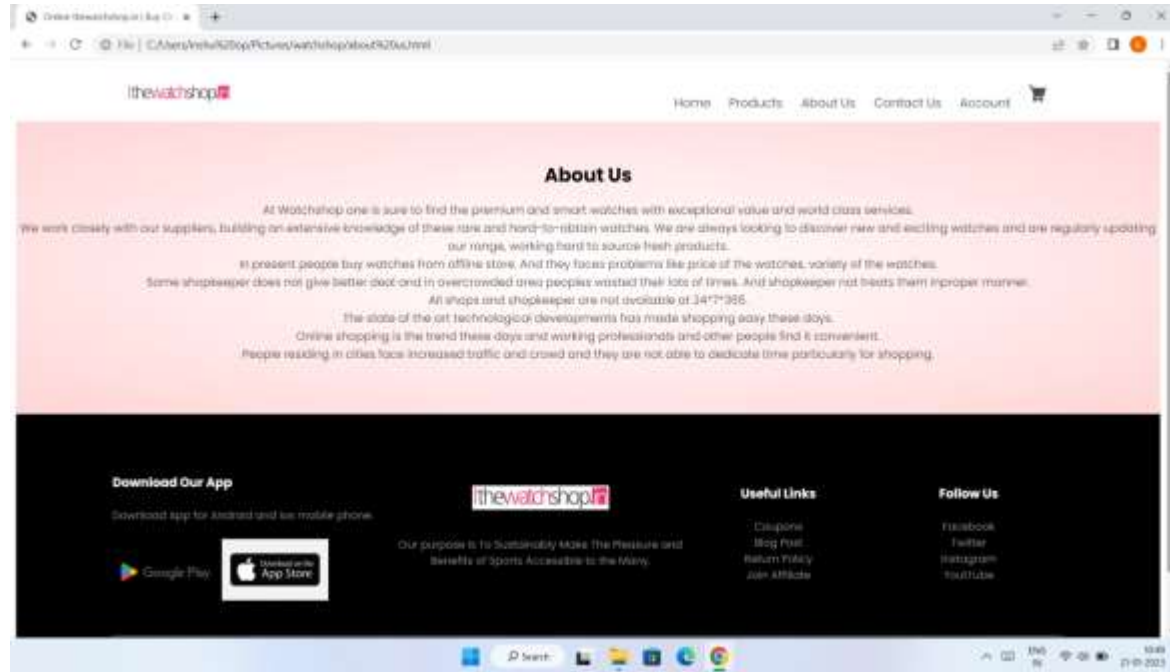 thewatchshop.in
Home Products About Us Contact Us Account
About Us
At Watchshop one is sure to find the premium and smart watches with exceptional value and world class services.
We work closely with our suppliers, building an extensive knowledge of these rare and hard-to-obtain watches. We are always looking to discover new and exciting watches and are regularly updating
our range, working hard to source fresh products.
In present people buy watches from offline store. And they faces problems like price of the watches, variety of the watches.
Some shopkeeper does not give better deal and in overcrowded area peoples wasted their lots of times. And shopkeeper not treats them inproper manner.
All shops and shopkeeper are not available at 24*7*365.
The state of the art technological developments has made shopping easy these days.
Online shopping is the trend these days and working professionals and other people find it convenient.
People residing in cities face increased traffic and crowd and they are not able to dedicate time particularly for shopping.
Download Our App
Download App for Android and ios mobile phone.
Google Play
Download on the
App Store
thewatchshop.in
Our purpose Is To Sustainably Make The Pleasure and
Benefits of Sports Accessible to the Many.
Useful Links
Coupons
Blog Post
Return Policy
Join Affiliate
Follow Us
Facebook
Twitter
Instagram
Youttube
Search
ENG
IN